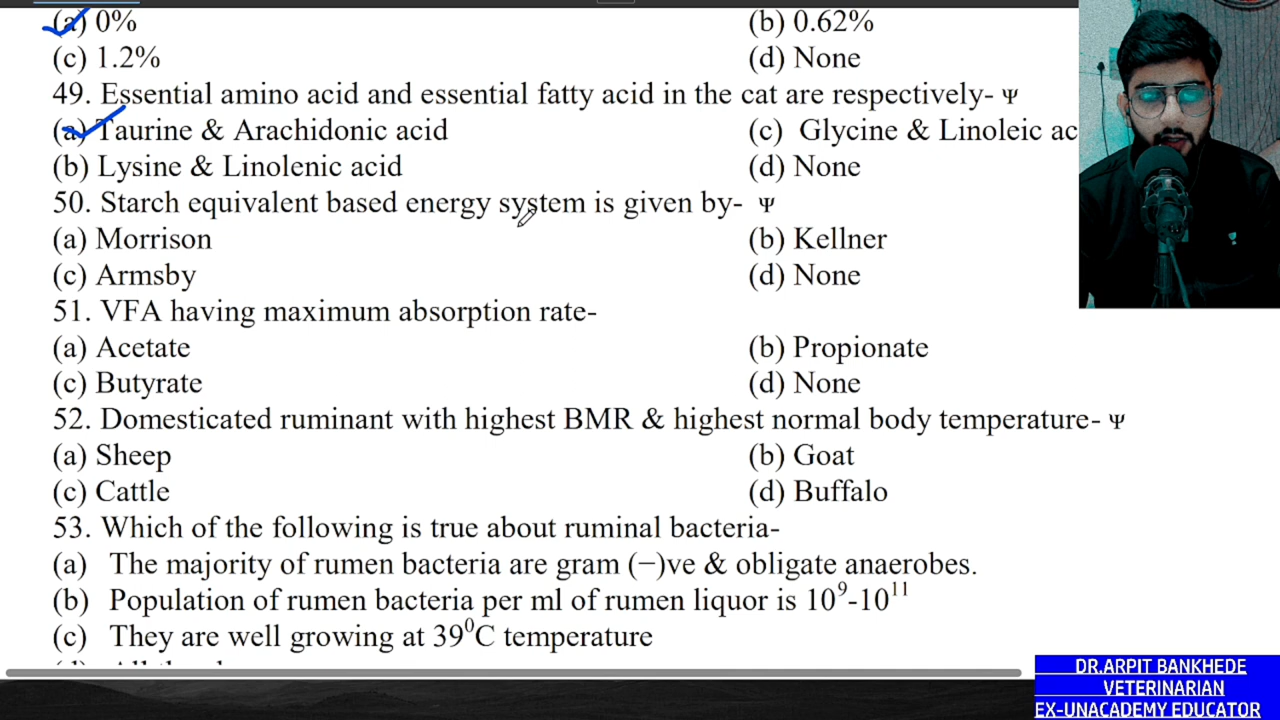 (a) 0% (b) 0.62%
(c) 1.2% (d) None
49. Essential amino acid and essential fatty acid in the cat are respectively- Ψ
(a) Taurine & Arachidonic acid (c) Glycine & Linoleic ac
(b) Lysine & Linolenic acid (d) None
50. Starch equivalent based energy system is given by- Ψ
(a) Morrison (b) Kellner
(c) Armsby (d) None
51. VFA having maximum absorption rate-
(a) Acetate (b) Propionate
(c) Butyrate (d) None
52. Domesticated ruminant with highest BMR & highest normal body temperature- Ψ
(a) Sheep (b) Goat
(c) Cattle (d) Buffalo
53. Which of the following is true about ruminal bacteria-
(a) The majority of rumen bacteria are gram (−)ve & obligate anaerobes.
(b) Population of rumen bacteria per ml of rumen liquor is 10⁹-10¹¹
(c) They are well growing at 39⁰C temperature
DR.ARPIT BANKHEDE
VETERINARIAN
EX-UNACADEMY EDUCATOR